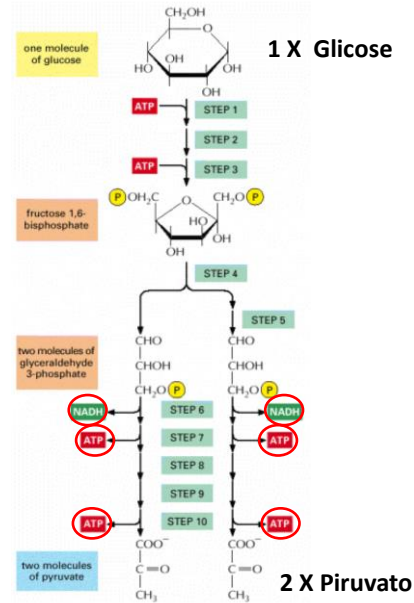 CH₂OH
O
one molecule
of glucose
1 X Glicose
OH
HO
OH
OH
ATP
STEP 1
STEP 2
ATP
STEP 3
P OH₂C
O
CH₂O P
fructose 1,6-
bisphosphate
HO
OH
OH
STEP 4
STEP 5
two molecules of
glyceraldehyde
3-phosphate
CHO
CHO
CHOH
CHOH
CH₂O P
CH₂O P
NADH
STEP 6
NADH
ATP
STEP 7
ATP
STEP 8
STEP 9
ATP
STEP 10
ATP
two molecules
of pyruvate
COO⁻
COO⁻
C=O
C=O
CH₃
CH₃
2 X Piruvato